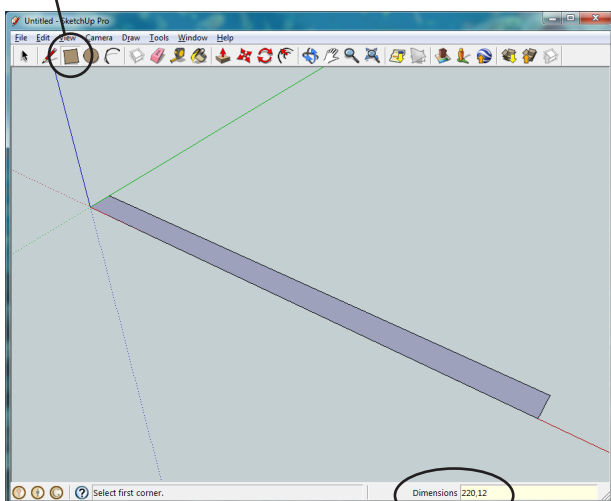 Untitled - SketchUp Pro
File Edit View Camera Draw Tools Window Help
Select first corner.
Dimensions 220,12